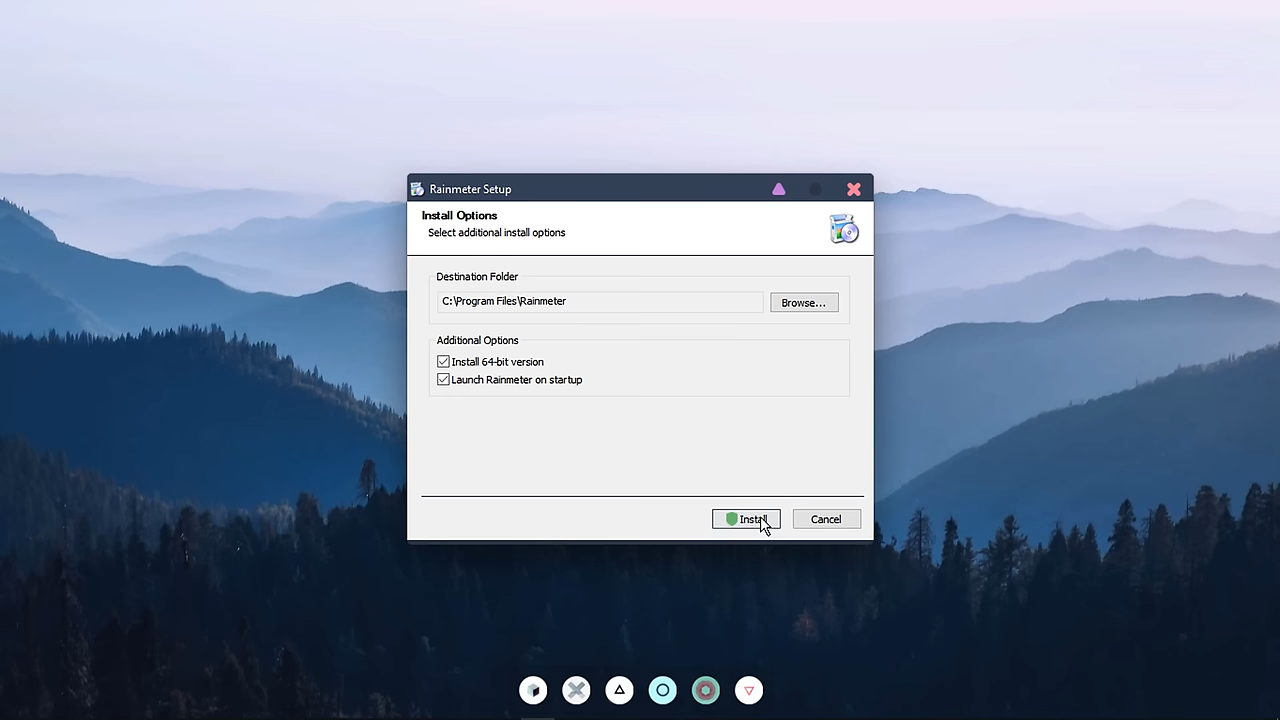 Rainmeter Setup
Install Options
Select additional install options
Destination Folder
C:\Program Files\Rainmeter
Browse...
Additional Options
Install 64-bit version
Launch Rainmeter on startup
Install
Cancel